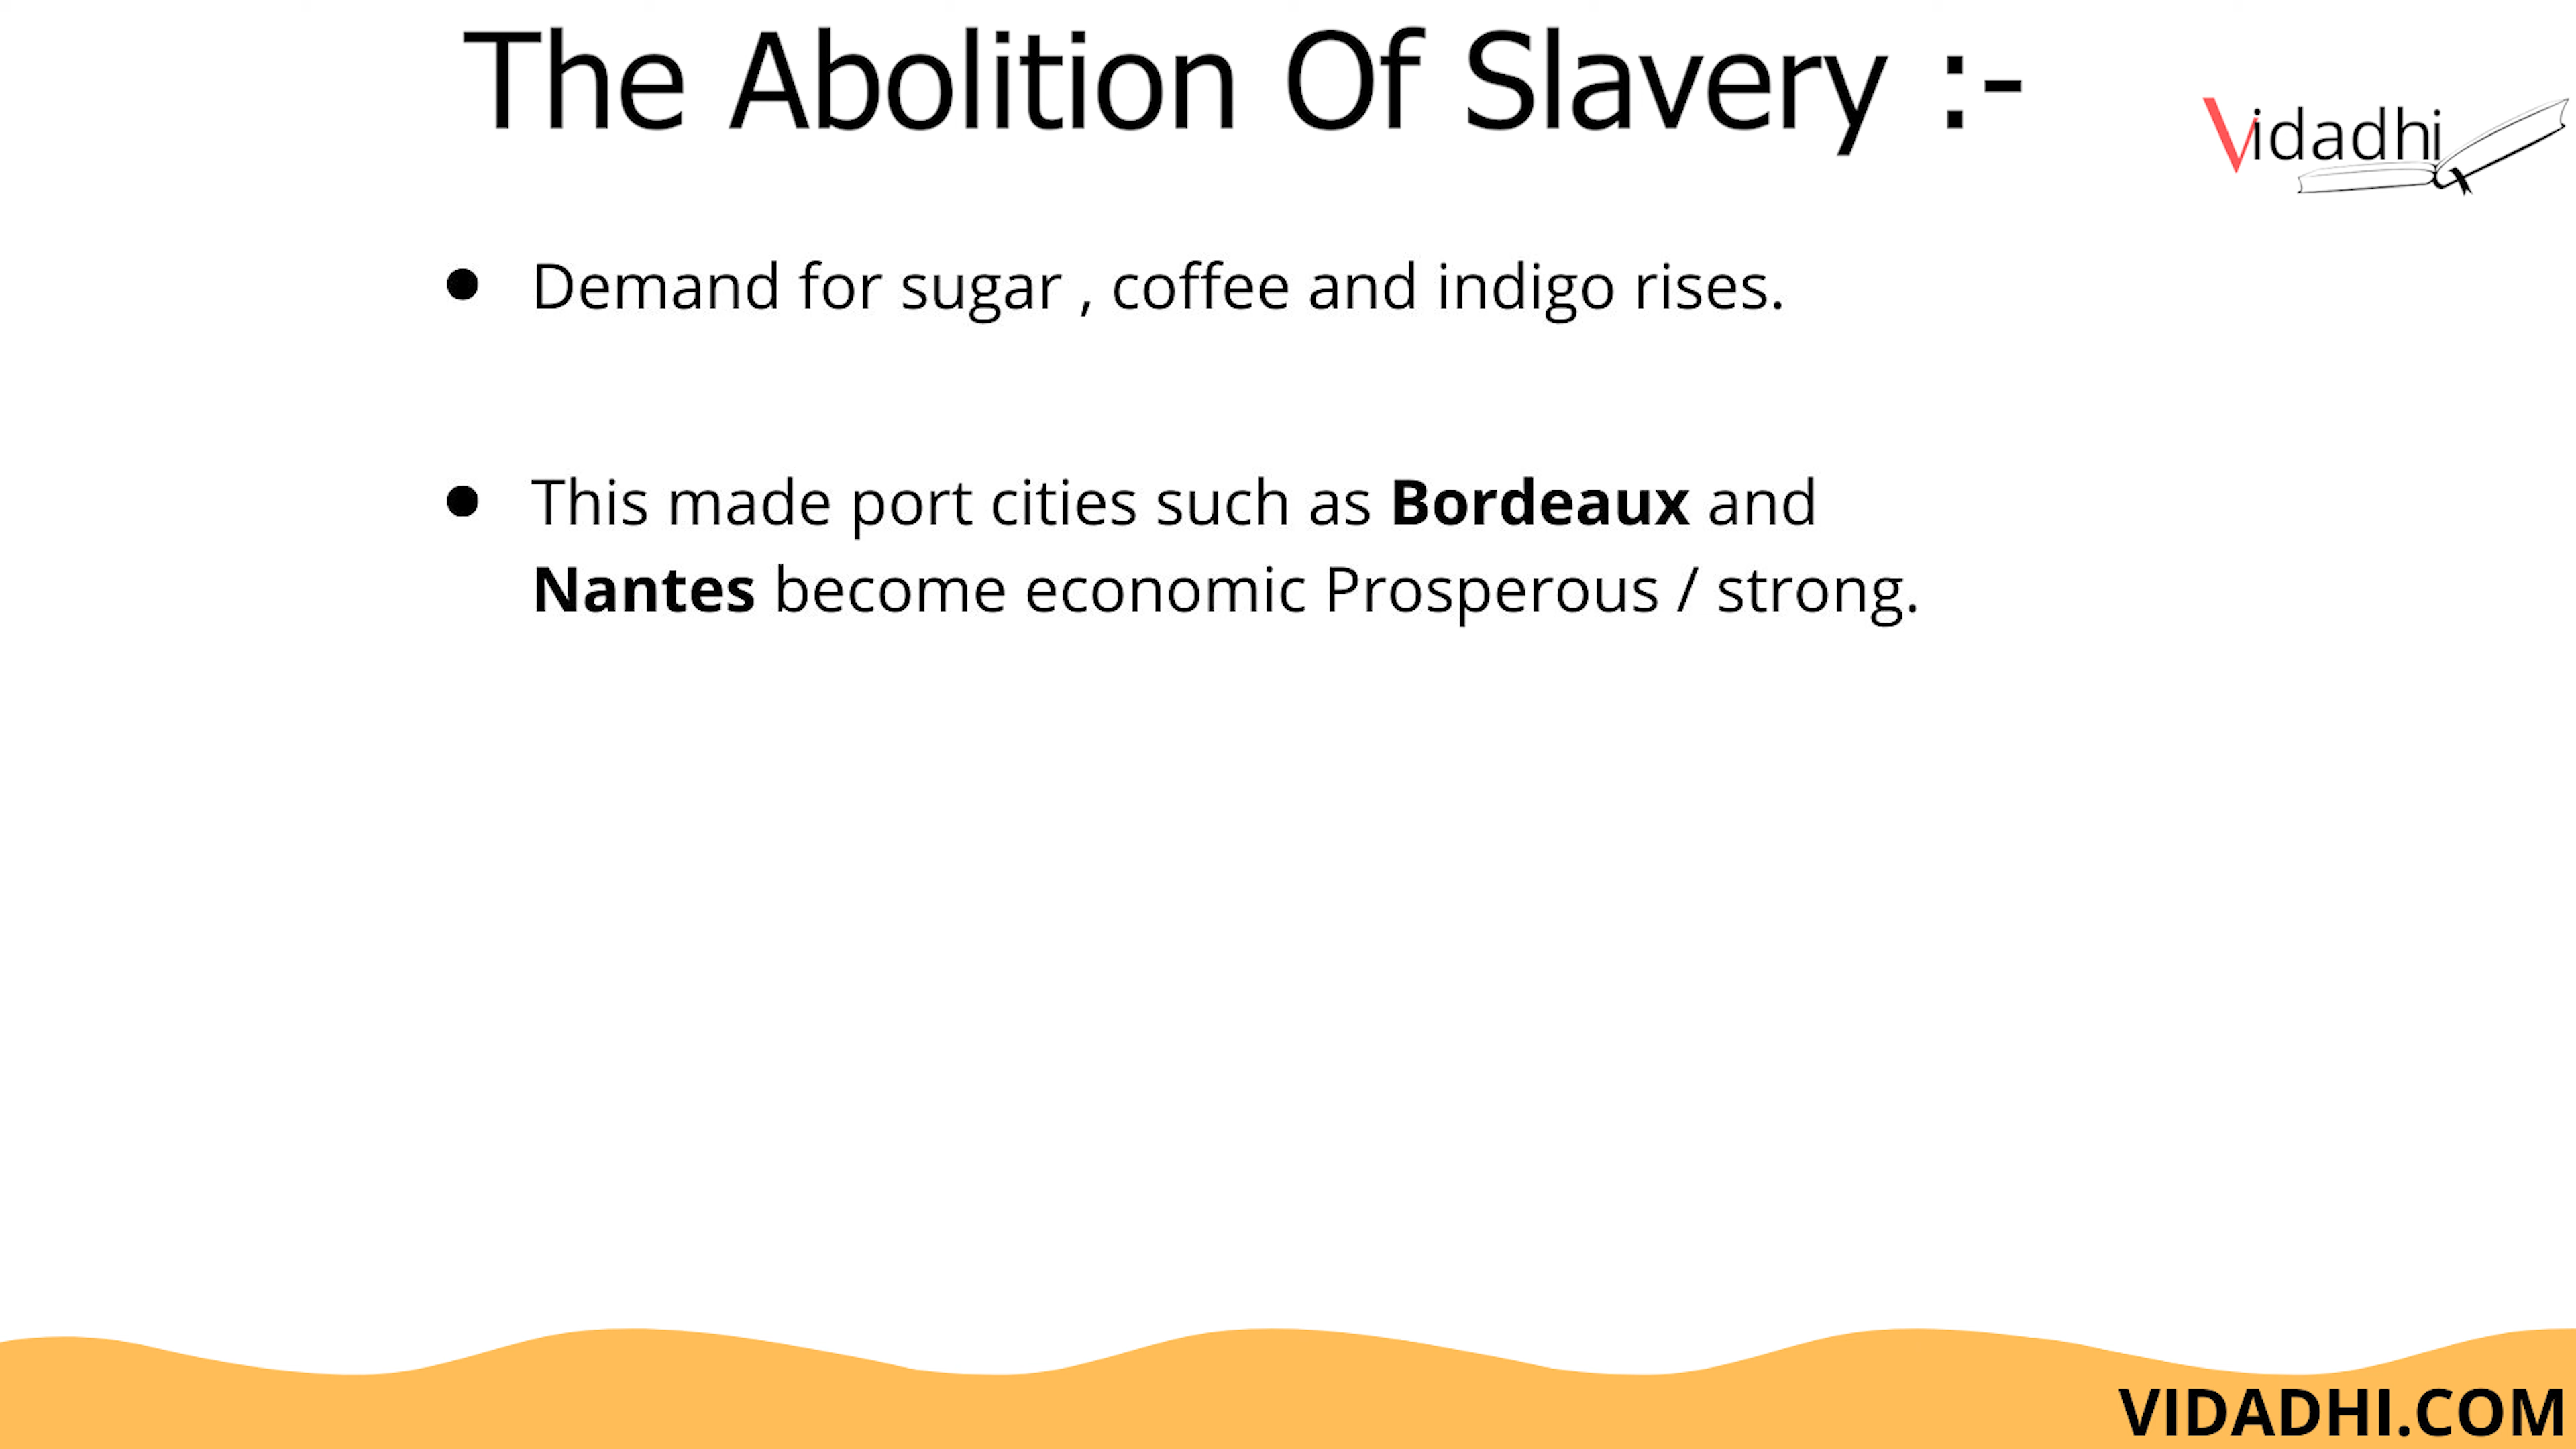 The Abolition Of Slavery :-
Vidadhi
● Demand for sugar , coffee and indigo rises.
● This made port cities such as Bordeaux and
Nantes become economic Prosperous / strong.
VIDADHI.COM